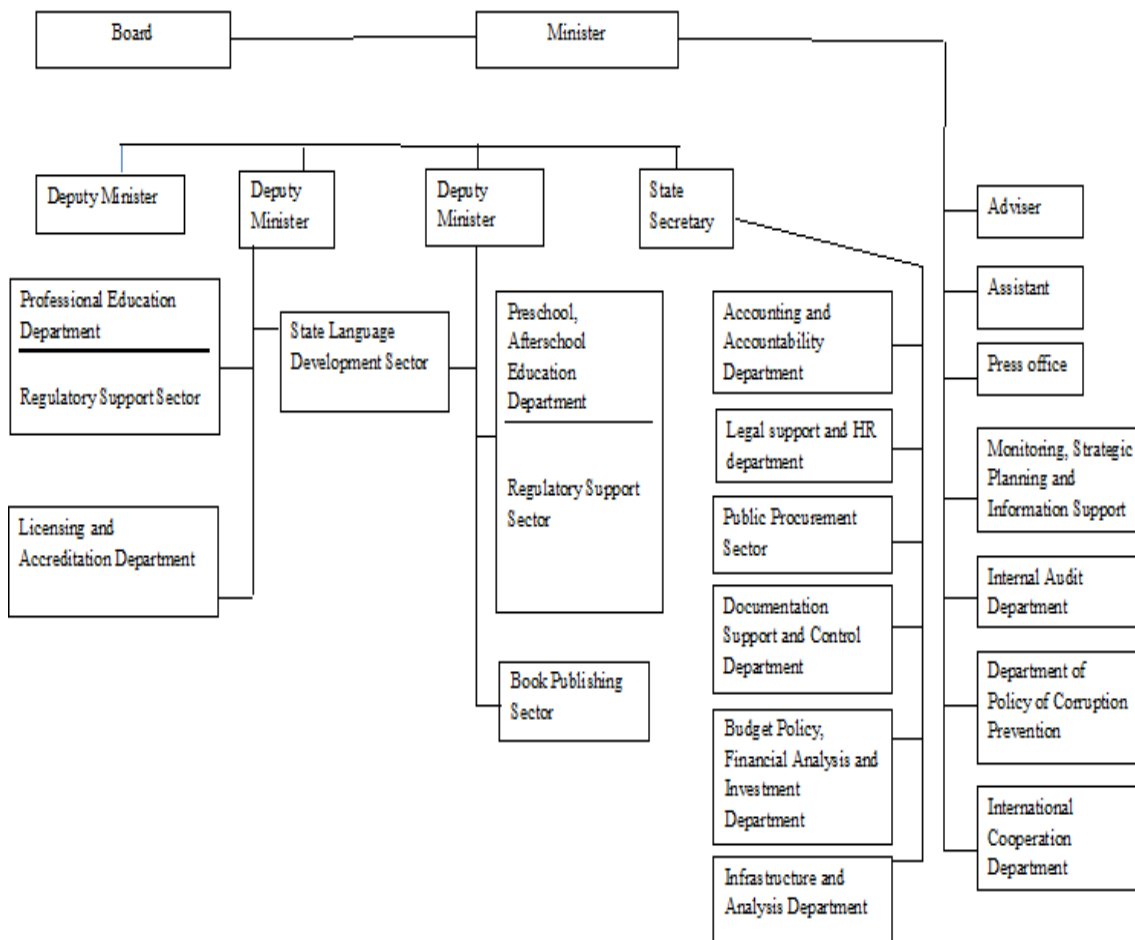 Board
Minister
Deputy Minister
Deputy
Minister
Deputy
Minister
State
Secretary
Professional Education
Department
Regulatory Support Sector
Licensing and
Accreditation Department
State Language
Development Sector
Preschool,
Afterschool
Education
Department
Regulatory Support
Sector
Book Publishing
Sector
Accounting and
Accountability
Department
Legal support and HR
department
Public Procurement
Sector
Documentation
Support and Control
Department
Budget Policy,
Financial Analysis and
Investment
Department
Infrastructure and
Analysis Department
Adviser
Assistant
Press office
Monitoring, Strategic
Planning and
Information Support
Internal Audit
Department
Department of
Policy of Corruption
Prevention
International
Cooperation
Department